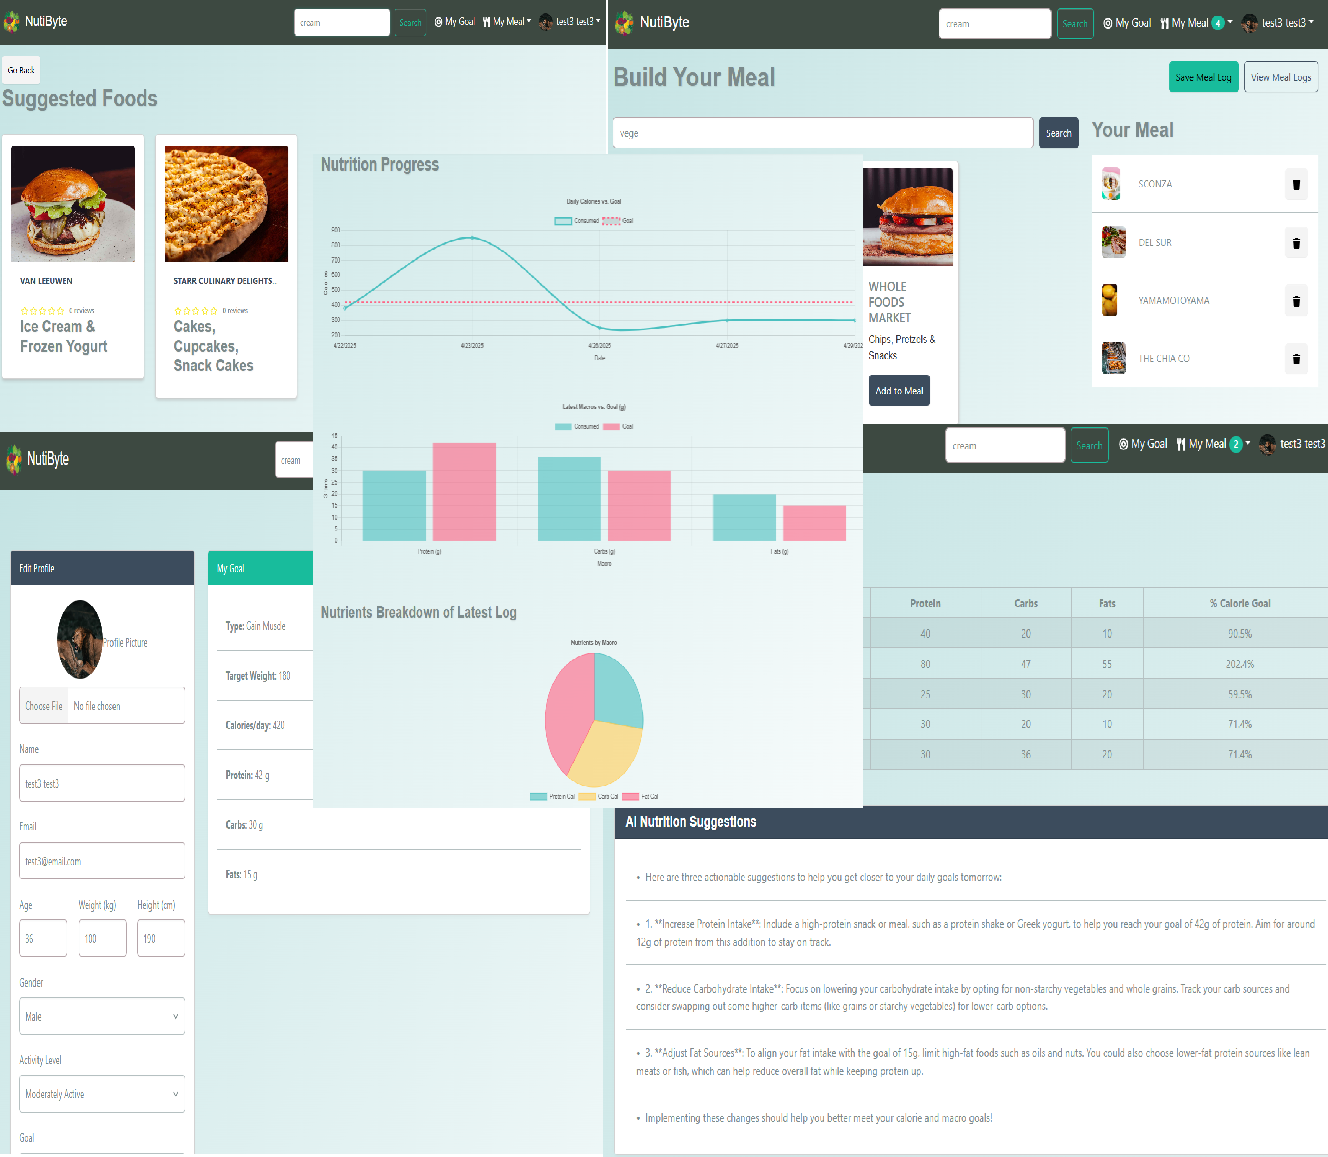 NutiByte
cream
Search
My Goal
My Meal
test3 test3
Go Back
Suggested Foods
VAN LEEUWEN
0 reviews
Ice Cream &
Frozen Yogurt
STARR CULINARY DELIGHTS..
0 reviews
Cakes,
Cupcakes,
Snack Cakes
NutiByte
cream
Search
My Goal
My Meal 4
test3 test3
Build Your Meal
Save Meal Log
View Meal Logs
vege
Search
Your Meal
SCONZA
DEL SUR
YAMAMOTOYAMA
THE CHIA CO
WHOLE
FOODS
MARKET
Chips, Pretzels &
Snacks
Add to Meal
Nutrition Progress
Daily Calories vs. Goal
Consumed Goal
900
800
700
600
500
400
300
200
4/22/2025 4/23/2025 4/26/2025 4/27/2025 4/29/202
Date
Latest Macros vs. Goal (g)
Consumed Goal
45
40
35
30
25
20
15
10
5
0
Protein (g) Carbs (g) Fats (g)
Macro
Nutrients Breakdown of Latest Log
Nutrients by Macro
Protein Cal Carb Cal Fat Cal
NutiByte
cream
Edit Profile
Profile Picture
Choose File No file chosen
Name
test3 test3
Email
test3@email.com
Age Weight (kg) Height (cm)
36 100 190
Gender
Male
Activity Level
Moderately Active
Goal
My Goal
Type: Gain Muscle
Target Weight: 180
Calories/day: 420
Protein: 42 g
Carbs: 30 g
Fats: 15 g
cream
Search
My Goal
My Meal 2
test3 test3
Protein Carbs Fats % Calorie Goal
40 20 10 90.5%
80 47 55 202.4%
25 30 20 59.5%
30 20 10 71.4%
30 36 20 71.4%
AI Nutrition Suggestions
• Here are three actionable suggestions to help you get closer to your daily goals tomorrow:
• 1. **Increase Protein Intake**: Include a high-protein snack or meal, such as a protein shake or Greek yogurt, to help you reach your goal of 42g of protein. Aim for around
12g of protein from this addition to stay on track.
• 2. **Reduce Carbohydrate Intake**: Focus on lowering your carbohydrate intake by opting for non-starchy vegetables and whole grains. Track your carb sources and
consider swapping out some higher-carb items (like grains or starchy vegetables) for lower-carb options.
• 3. **Adjust Fat Sources**: To align your fat intake with the goal of 15g, limit high-fat foods such as oils and nuts. You could also choose lower-fat protein sources like lean
meats or fish, which can help reduce overall fat while keeping protein up.
• Implementing these changes should help you better meet your calorie and macro goals!